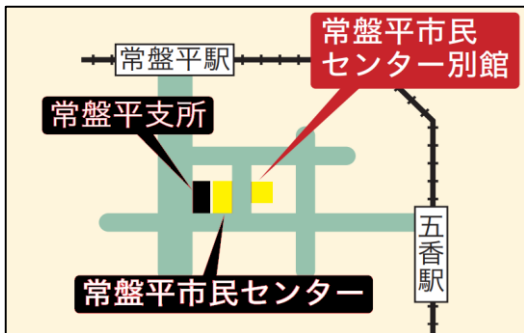 常盤平市民
センター別館
常盤平駅
常盤平支所
五香駅
常盤平市民センター